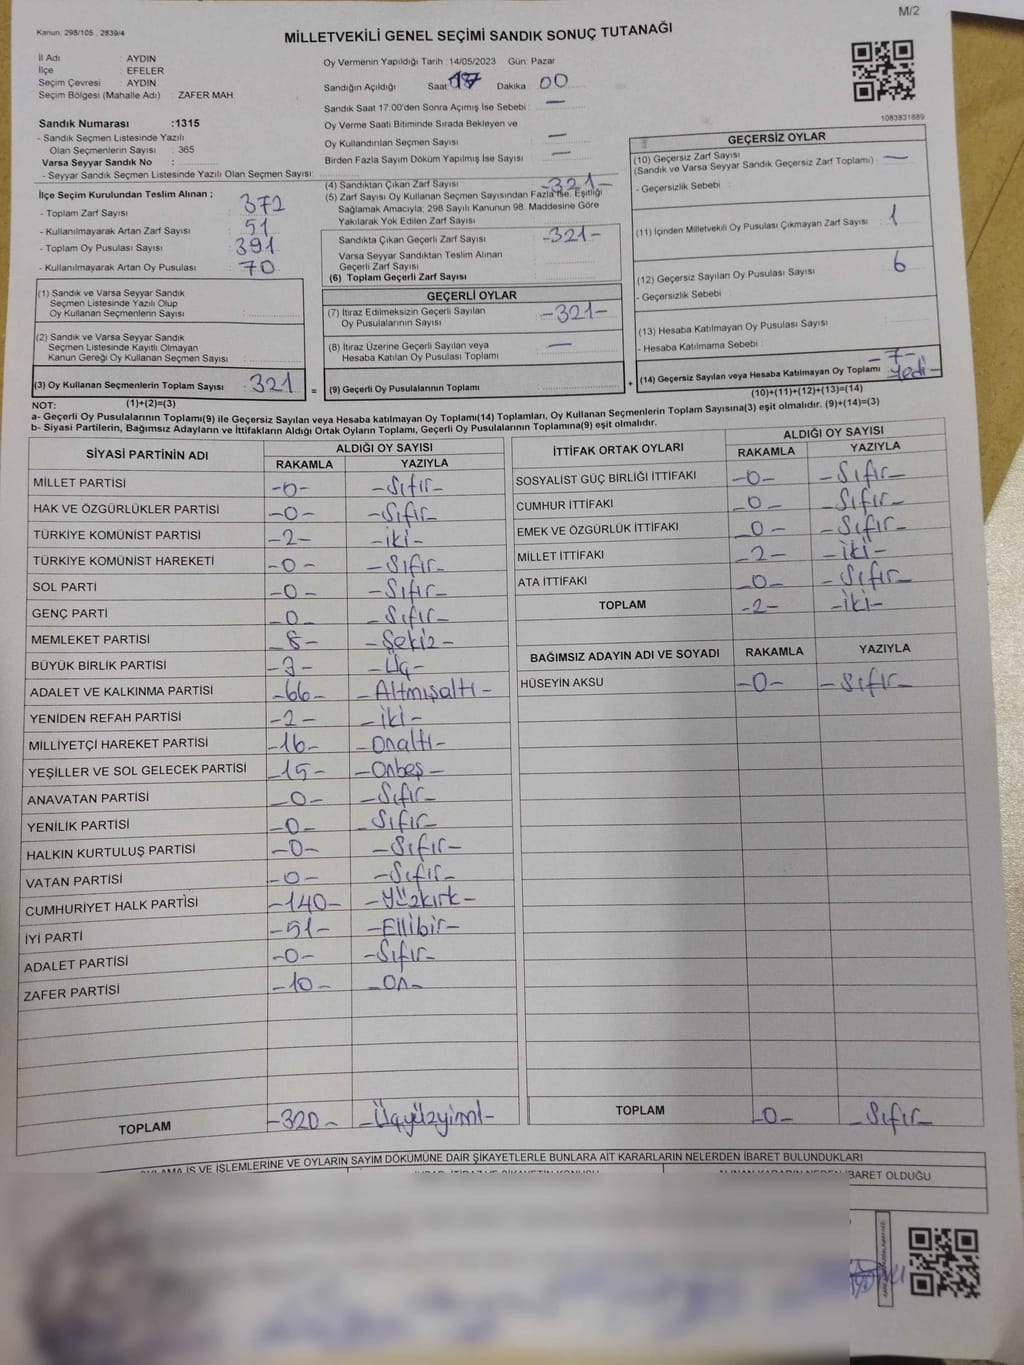 M/2
Kanun: 298/105 , 2839/4
MİLLETVEKİLİ GENEL SEÇİMİ SANDIK SONUÇ TUTANAĞI
İl Adı : AYDIN
İlçe : EFELER
Seçim Çevresi : AYDIN
Seçim Bölgesi (Mahalle Adı) : ZAFER MAH.
Oy Vermenin Yapıldığı Tarih :14/05/2023 Gün: Pazar
Sandığın Açıldığı Saat 17 Dakika 00
Sandık Saat 17:00'den Sonra Açımış İse Sebebi : —
Oy Verme Saati Bitiminde Sırada Bekleyen ve
Oy Kullandırılan Seçmen Sayısı : —
Birden Fazla Sayım Döküm Yapılmış İse Sayısı : —
1083831889
Sandık Numarası :1315
- Sandık Seçmen Listesinde Yazılı
Olan Seçmenlerin Sayısı : 365
Varsa Seyyar Sandık No :
- Seyyar Sandık Seçmen Listesinde Yazılı Olan Seçmen Sayısı:
İlçe Seçim Kurulundan Teslim Alınan ;
- Toplam Zarf Sayısı : 372
- Kullanılmayarak Artan Zarf Sayısı : 51
- Toplam Oy Pusulası Sayısı : 391
- Kullanılmayarak Artan Oy Pusulası : 70
(1) Sandık ve Varsa Seyyar Sandık
Seçmen Listesinde Yazılı Olup
Oy Kullanan Seçmenlerin Sayısı :
(2) Sandık ve Varsa Seyyar Sandık
Seçmen Listesinde Kayıtlı Olmayan
Kanun Gereği Oy Kullanan Seçmen Sayısı :
(3) Oy Kullanan Seçmenlerin Toplam Sayısı : 321 =
(4) Sandıktan Çıkan Zarf Sayısı -321-
(5) Zarf Sayısı Oy Kullanan Seçmen Sayısından Fazla İse, Eşitliği
Sağlamak Amacıyla; 298 Sayılı Kanunun 98. Maddesine Göre
Yakılarak Yok Edilen Zarf Sayısı :
Sandıkta Çıkan Geçerli Zarf Sayısı -321-
Varsa Seyyar Sandıktan Teslim Alınan
Geçerli Zarf Sayısı :
(6) Toplam Geçerli Zarf Sayısı :
GEÇERLİ OYLAR
(7) İtiraz Edilmeksizin Geçerli Sayılan
Oy Pusulalarının Sayısı : -321-
(8) İtiraz Üzerine Geçerli Sayılan veya
Hesaba Katılan Oy Pusulası Toplamı : —
(9) Geçerli Oy Pusulalarının Toplamı : +
GEÇERSİZ OYLAR
(10) Geçersiz Zarf Sayısı
(Sandık ve Varsa Seyyar Sandık Geçersiz Zarf Toplamı) —
- Geçersizlik Sebebi :
(11) İçinden Milletvekili Oy Pusulası Çıkmayan Zarf Sayısı : 1
(12) Geçersiz Sayılan Oy Pusulası Sayısı : 6
- Geçersizlik Sebebi :
(13) Hesaba Katılmayan Oy Pusulası Sayısı :
- Hesaba Katılmama Sebebi :
(14) Geçersiz Sayılan veya Hesaba Katılmayan Oy Toplamı -7- Yedi-
(10)+(11)+(12)+(13)=(14)
NOT: (1)+(2)=(3)
a- Geçerli Oy Pusulalarının Toplamı(9) ile Geçersiz Sayılan veya Hesaba katılmayan Oy Toplamı(14) Toplamları, Oy Kullanan Seçmenlerin Toplam Sayısına(3) eşit olmalıdır. (9)+(14)=(3)
b- Siyasi Partilerin, Bağımsız Adayların ve İttifakların Aldığı Ortak Oyların Toplamı, Geçerli Oy Pusulalarının Toplamına(9) eşit olmalıdır.
SİYASİ PARTİNİN ADI ALDIĞI OY SAYISI
RAKAMLA YAZIYLA
MİLLET PARTİSİ -0- -Sıfır-
HAK VE ÖZGÜRLÜKLER PARTİSİ -0- -Sıfır-
TÜRKİYE KOMÜNİST PARTİSİ -2- -iki-
TÜRKİYE KOMÜNİST HAREKETİ -0- -Sıfır-
SOL PARTİ -0- -Sıfır-
GENÇ PARTİ -0- -Sıfır-
MEMLEKET PARTİSİ -8- -Sekiz-
BÜYÜK BİRLİK PARTİSİ -3- -Üç-
ADALET VE KALKINMA PARTİSİ -66- -Altmışaltı-
YENİDEN REFAH PARTİSİ -2- -iki-
MİLLİYETÇİ HAREKET PARTİSİ -16- -Onaltı-
YEŞİLLER VE SOL GELECEK PARTİSİ -15- -Onbeş-
ANAVATAN PARTİSİ -0- -Sıfır-
YENİLİK PARTİSİ -0- -Sıfır-
HALKIN KURTULUŞ PARTİSİ -0- -Sıfır-
VATAN PARTİSİ -0- -Sıfır-
CUMHURİYET HALK PARTİSİ -140- -Yüzkırk-
İYİ PARTİ -51- -Ellibir-
ADALET PARTİSİ -0- -Sıfır-
ZAFER PARTİSİ -10- -On-
TOPLAM -320- -Üçyüzyirmi-
İTTİFAK ORTAK OYLARI ALDIĞI OY SAYISI
RAKAMLA YAZIYLA
SOSYALİST GÜÇ BİRLİĞİ İTTİFAKI -0- -Sıfır-
CUMHUR İTTİFAKI -0- -Sıfır-
EMEK VE ÖZGÜRLÜK İTTİFAKI -0- -Sıfır-
MİLLET İTTİFAKI -2- -iki-
ATA İTTİFAKI -0- -Sıfır-
TOPLAM -2- -iki-
BAĞIMSIZ ADAYIN ADI VE SOYADI RAKAMLA YAZIYLA
HÜSEYİN AKSU -0- -Sıfır-
TOPLAM -0- -Sıfır-
İŞ VE İŞLEMLERİNE VE OYLARIN SAYIM DÖKÜMÜNE DAİR ŞİKAYETLERLE BUNLARA AİT KARARLARIN NELERDEN İBARET BULUNDUKLARI
İBARET OLDUĞU